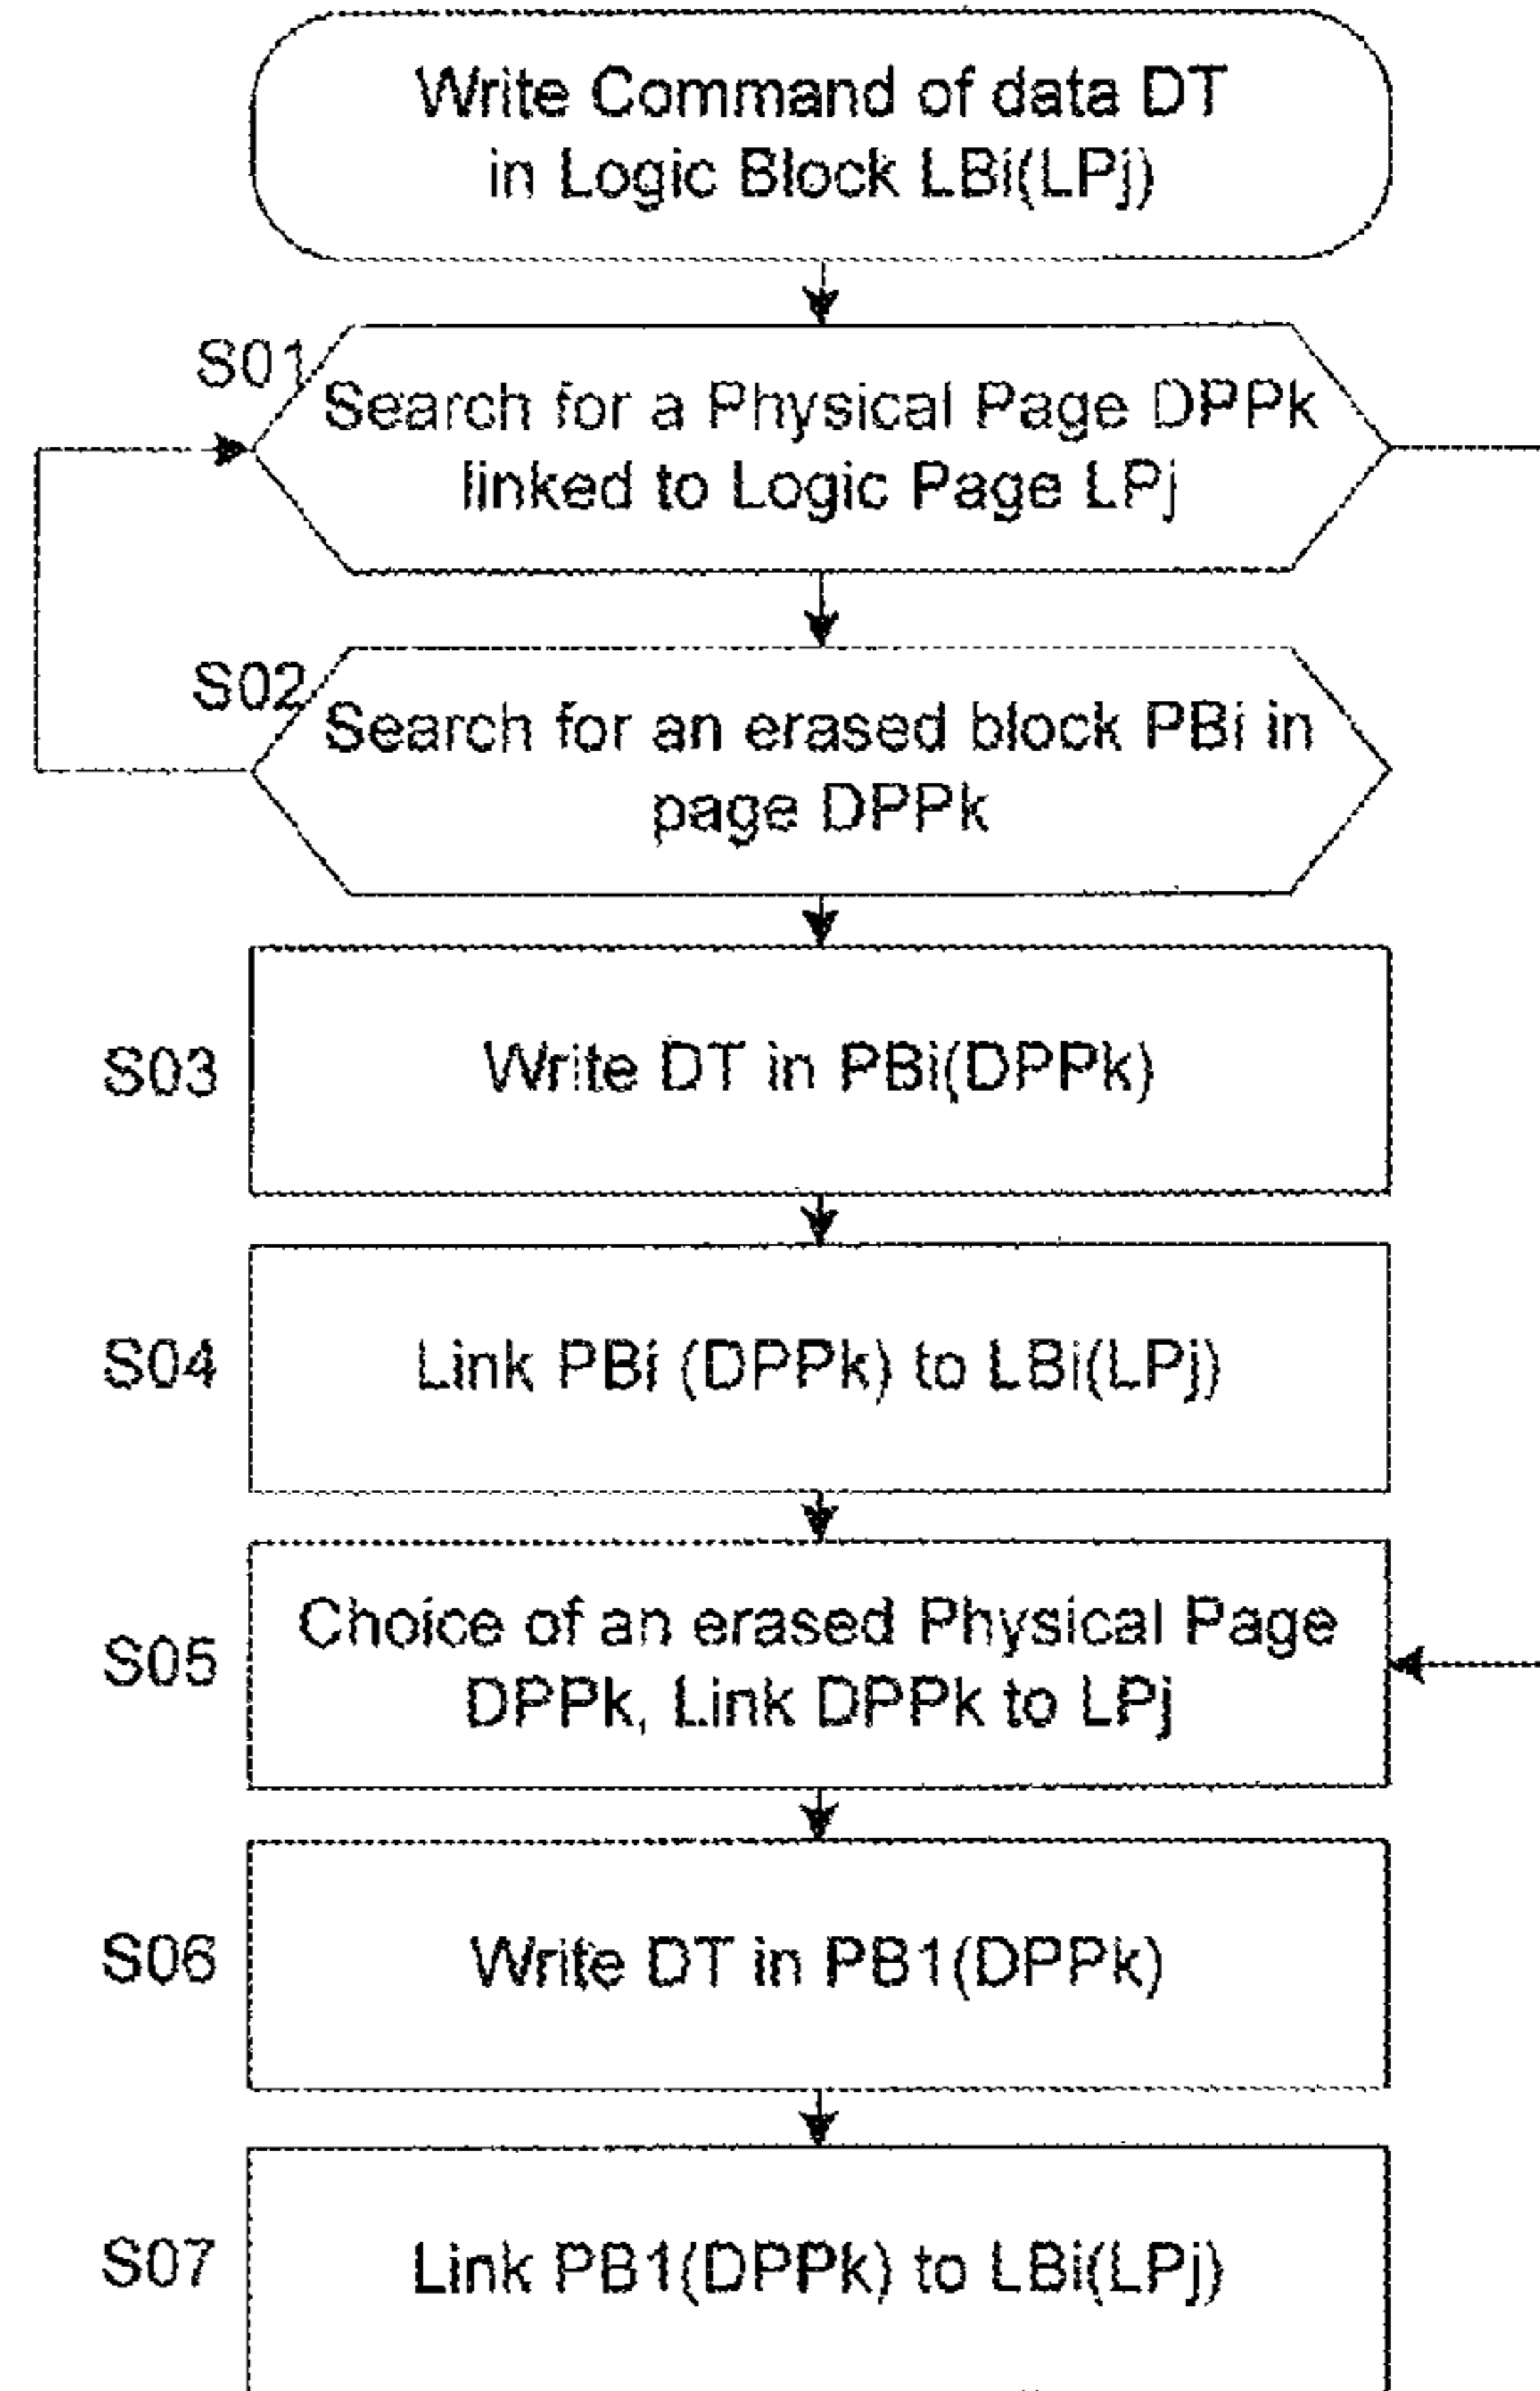 Write Command of data DT
in Logic Block LBi(LPj)
S01
Search for a Physical Page DPPk
linked to Logic Page LPj
S02
Search for an erased block PBi in
page DPPk
S03
Write DT in PBi(DPPk)
S04
Link PBi (DPPk) to LBi(LPj)
S05
Choice of an erased Physical Page
DPPk, Link DPPk to LPj
S06
Write DT in PB1(DPPk)
S07
Link PB1(DPPk) to LBi(LPj)